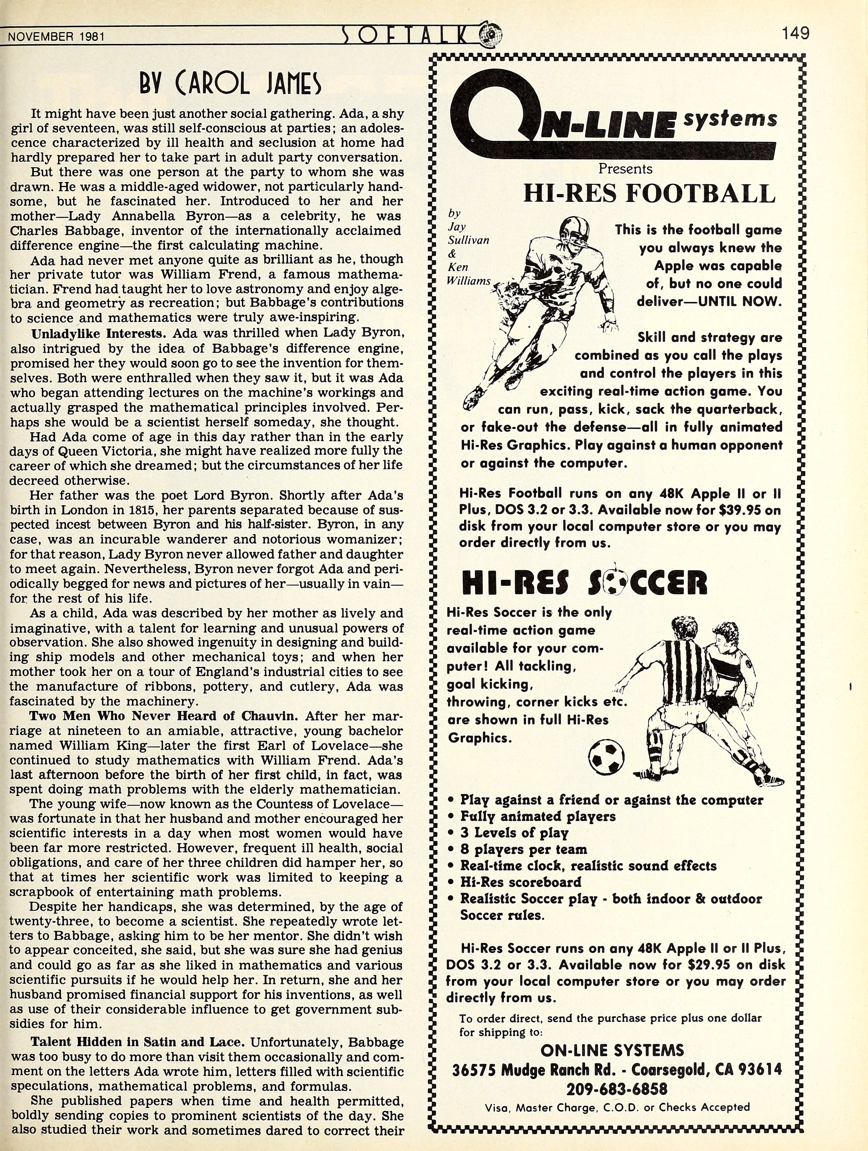 NOVEMBER 1981
SOFTALK
149
BY CAROL JAMES
It might have been just another social gathering. Ada, a shy
girl of seventeen, was still self-conscious at parties; an adoles-
cence characterized by ill health and seclusion at home had
hardly prepared her to take part in adult party conversation.
But there was one person at the party to whom she was
drawn. He was a middle-aged widower, not particularly hand-
some, but he fascinated her. Introduced to her and her
mother—Lady Annabella Byron—as a celebrity, he was
Charles Babbage, inventor of the internationally acclaimed
difference engine—the first calculating machine.
Ada had never met anyone quite as brilliant as he, though
her private tutor was William Frend, a famous mathema-
tician. Frend had taught her to love astronomy and enjoy alge-
bra and geometry as recreation; but Babbage's contributions
to science and mathematics were truly awe-inspiring.
Unladylike Interests. Ada was thrilled when Lady Byron,
also intrigued by the idea of Babbage's difference engine,
promised her they would soon go to see the invention for them-
selves. Both were enthralled when they saw it, but it was Ada
who began attending lectures on the machine's workings and
actually grasped the mathematical principles involved. Per-
haps she would be a scientist herself someday, she thought.
Had Ada come of age in this day rather than in the early
days of Queen Victoria, she might have realized more fully the
career of which she dreamed; but the circumstances of her life
decreed otherwise.
Her father was the poet Lord Byron. Shortly after Ada's
birth in London in 1815, her parents separated because of sus-
pected incest between Byron and his half-sister. Byron, in any
case, was an incurable wanderer and notorious womanizer;
for that reason, Lady Byron never allowed father and daughter
to meet again. Nevertheless, Byron never forgot Ada and peri-
odically begged for news and pictures of her—usually in vain—
for the rest of his life.
As a child, Ada was described by her mother as lively and
imaginative, with a talent for learning and unusual powers of
observation. She also showed ingenuity in designing and build-
ing ship models and other mechanical toys; and when her
mother took her on a tour of England's industrial cities to see
the manufacture of ribbons, pottery, and cutlery, Ada was
fascinated by the machinery.
Two Men Who Never Heard of Chauvin. After her mar-
riage at nineteen to an amiable, attractive, young bachelor
named William King—later the first Earl of Lovelace—she
continued to study mathematics with William Frend. Ada's
last afternoon before the birth of her first child, in fact, was
spent doing math problems with the elderly mathematician.
The young wife—now known as the Countess of Lovelace—
was fortunate in that her husband and mother encouraged her
scientific interests in a day when most women would have
been far more restricted. However, frequent ill health, social
obligations, and care of her three children did hamper her, so
that at times her scientific work was limited to keeping a
scrapbook of entertaining math problems.
Despite her handicaps, she was determined, by the age of
twenty-three, to become a scientist. She repeatedly wrote let-
ters to Babbage, asking him to be her mentor. She didn't wish
to appear conceited, she said, but she was sure she had genius
and could go as far as she liked in mathematics and various
scientific pursuits if he would help her. In return, she and her
husband promised financial support for his inventions, as well
as use of their considerable influence to get government sub-
sidies for him.
Talent Hidden in Satin and Lace. Unfortunately, Babbage
was too busy to do more than visit them occasionally and com-
ment on the letters Ada wrote him, letters filled with scientific
speculations, mathematical problems, and formulas.
She published papers when time and health permitted,
boldly sending copies to prominent scientists of the day. She
also studied their work and sometimes dared to correct their
ON-LINE systems
Presents
HI-RES FOOTBALL
by
Jay
Sullivan
&
Ken
Williams
This is the football game
you always knew the
Apple was capable
of, but no one could
deliver—UNTIL NOW.
Skill and strategy are
combined as you call the plays
and control the players in this
exciting real-time action game. You
can run, pass, kick, sack the quarterback,
or fake-out the defense—all in fully animated
Hi-Res Graphics. Play against a human opponent
or against the computer.
Hi-Res Football runs on any 48K Apple II or II
Plus, DOS 3.2 or 3.3. Available now for $39.95 on
disk from your local computer store or you may
order directly from us.
HI-RES SOCCER
Hi-Res Soccer is the only
real-time action game
available for your com-
puter! All tackling,
goal kicking,
throwing, corner kicks etc.
are shown in full Hi-Res
Graphics.
• Play against a friend or against the computer
• Fully animated players
• 3 Levels of play
• 8 players per team
• Real-time clock, realistic sound effects
• Hi-Res scoreboard
• Realistic Soccer play - both indoor & outdoor
Soccer rules.
Hi-Res Soccer runs on any 48K Apple II or II Plus,
DOS 3.2 or 3.3. Available now for $29.95 on disk
from your local computer store or you may order
directly from us.
To order direct, send the purchase price plus one dollar
for shipping to:
ON-LINE SYSTEMS
36575 Mudge Ranch Rd. - Coarsegold, CA 93614
209-683-6858
Visa, Master Charge, C.O.D. or Checks Accepted